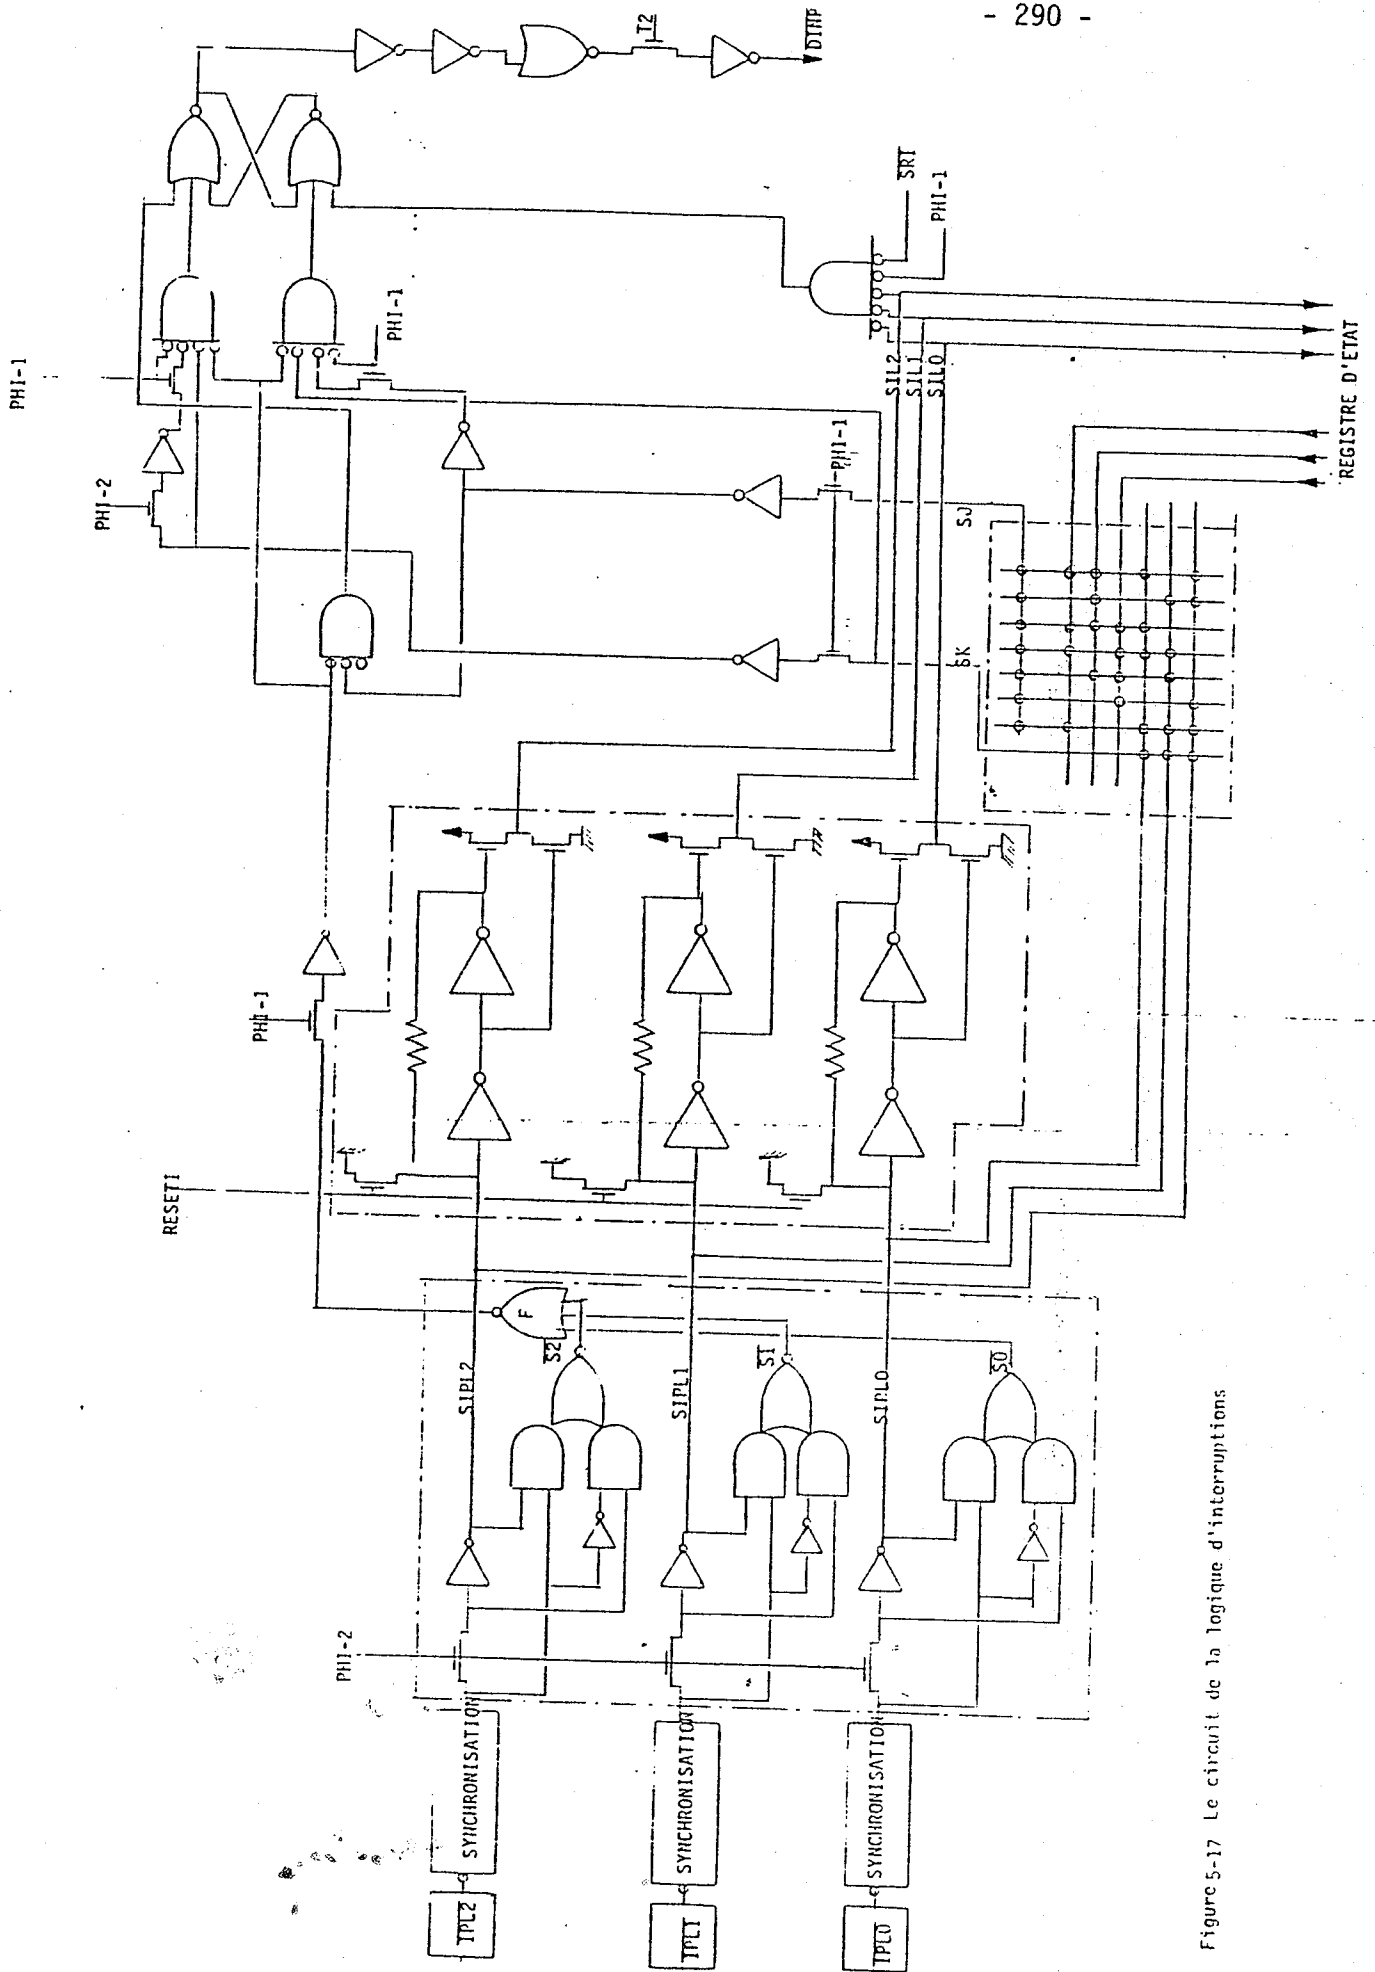 - 290 -
T2
DIHP
PHI-1
PHI-2
PHI-1
SRI
PHI-1
PHI-1
SIL2
SIL1
SIL0
SJ
SK
REGISTRE D'ETAT
PHI-1
RESETI
F
S2
S1
S0
SIPL2
SIPL1
SIPL0
PHI-2
SYNCHRONISATION
SYNCHRONISATION
SYNCHRONISATION
IPL2
IPL1
IPL0
Figure 5-17 Le circuit de la logique d'interruptions